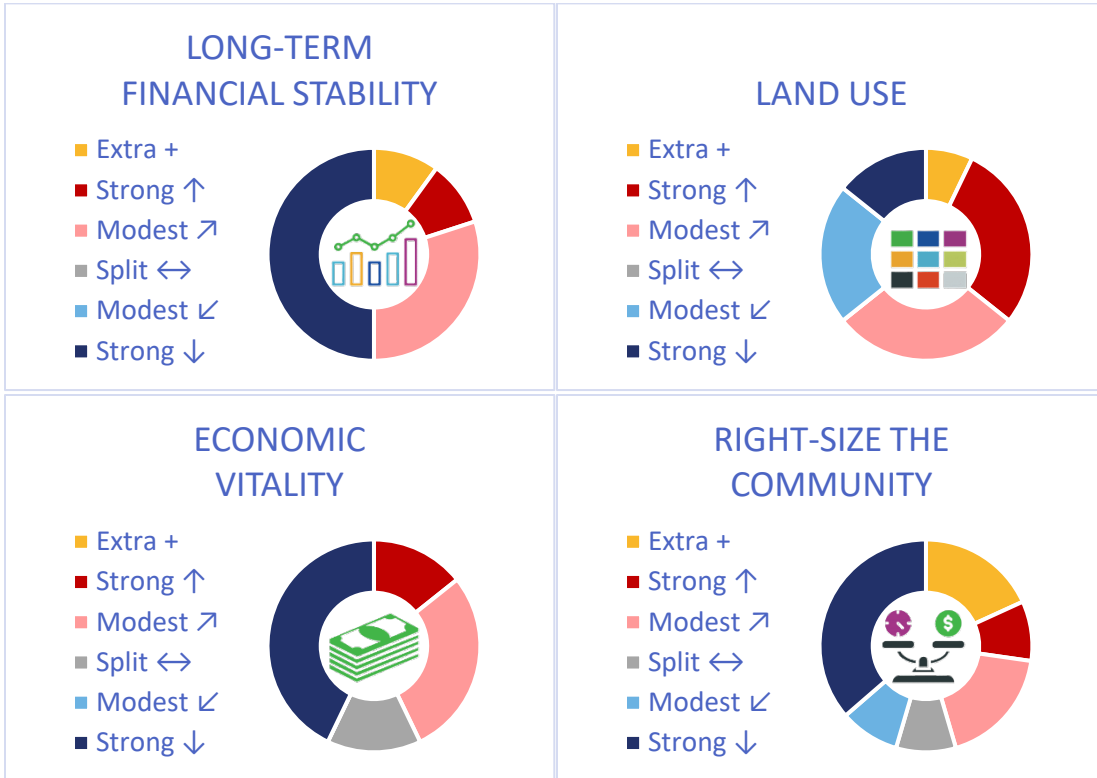 LONG-TERM
FINANCIAL STABILITY
Extra +
Strong ↑
Modest ↗
Split ↔
Modest ↙
Strong ↓
LAND USE
Extra +
Strong ↑
Modest ↗
Split ↔
Modest ↙
Strong ↓
ECONOMIC
VITALITY
Extra +
Strong ↑
Modest ↗
Split ↔
Modest ↙
Strong ↓
RIGHT-SIZE THE
COMMUNITY
Extra +
Strong ↑
Modest ↗
Split ↔
Modest ↙
Strong ↓
$